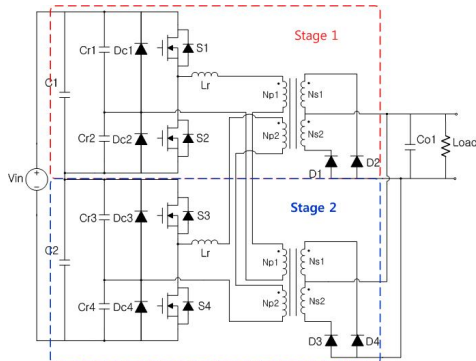 Stage 1
Cr1 Dc1 S1
Lr
C1
Np1 Ns1
Cr2 Dc2 S2
Np2 Ns2
Co1 Load
D1 D2
Vin
Stage 2
Cr3 Dc3 S3
C2
Lr
Np1 Ns1
Cr4 Dc4 S4
Np2 Ns2
D3 D4